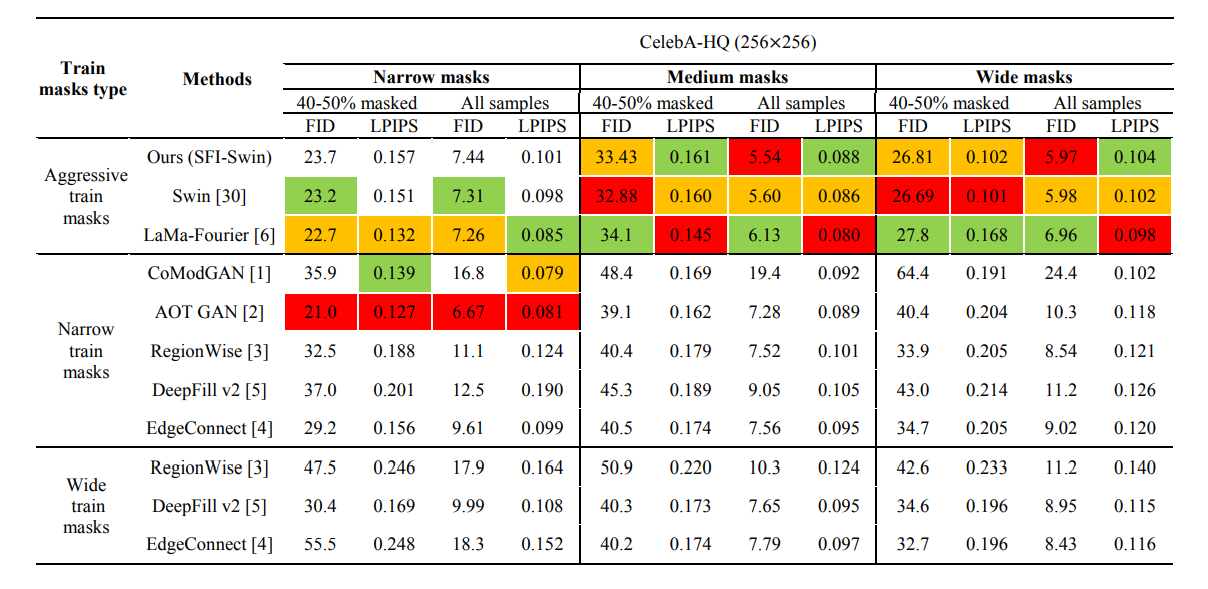 CelebA-HQ (256×256)
Train masks type Methods Narrow masks Medium masks Wide masks
40-50% masked All samples 40-50% masked All samples 40-50% masked All samples
FID LPIPS FID LPIPS FID LPIPS FID LPIPS FID LPIPS FID LPIPS
Aggressive train masks
Ours (SFI-Swin) 23.7 0.157 7.44 0.101 33.43 0.161 5.54 0.088 26.81 0.102 5.97 0.104
Swin [30] 23.2 0.151 7.31 0.098 32.88 0.160 5.60 0.086 26.69 0.101 5.98 0.102
LaMa-Fourier [6] 22.7 0.132 7.26 0.085 34.1 0.145 6.13 0.080 27.8 0.168 6.96 0.098
Narrow train masks
CoModGAN [1] 35.9 0.139 16.8 0.079 48.4 0.169 19.4 0.092 64.4 0.191 24.4 0.102
AOT GAN [2] 21.0 0.127 6.67 0.081 39.1 0.162 7.28 0.089 40.4 0.204 10.3 0.118
RegionWise [3] 32.5 0.188 11.1 0.124 40.4 0.179 7.52 0.101 33.9 0.205 8.54 0.121
DeepFill v2 [5] 37.0 0.201 12.5 0.190 45.3 0.189 9.05 0.105 43.0 0.214 11.2 0.126
EdgeConnect [4] 29.2 0.156 9.61 0.099 40.5 0.174 7.56 0.095 34.7 0.205 9.02 0.120
Wide train masks
RegionWise [3] 47.5 0.246 17.9 0.164 50.9 0.220 10.3 0.124 42.6 0.233 11.2 0.140
DeepFill v2 [5] 30.4 0.169 9.99 0.108 40.3 0.173 7.65 0.095 34.6 0.196 8.95 0.115
EdgeConnect [4] 55.5 0.248 18.3 0.152 40.2 0.174 7.79 0.097 32.7 0.196 8.43 0.116